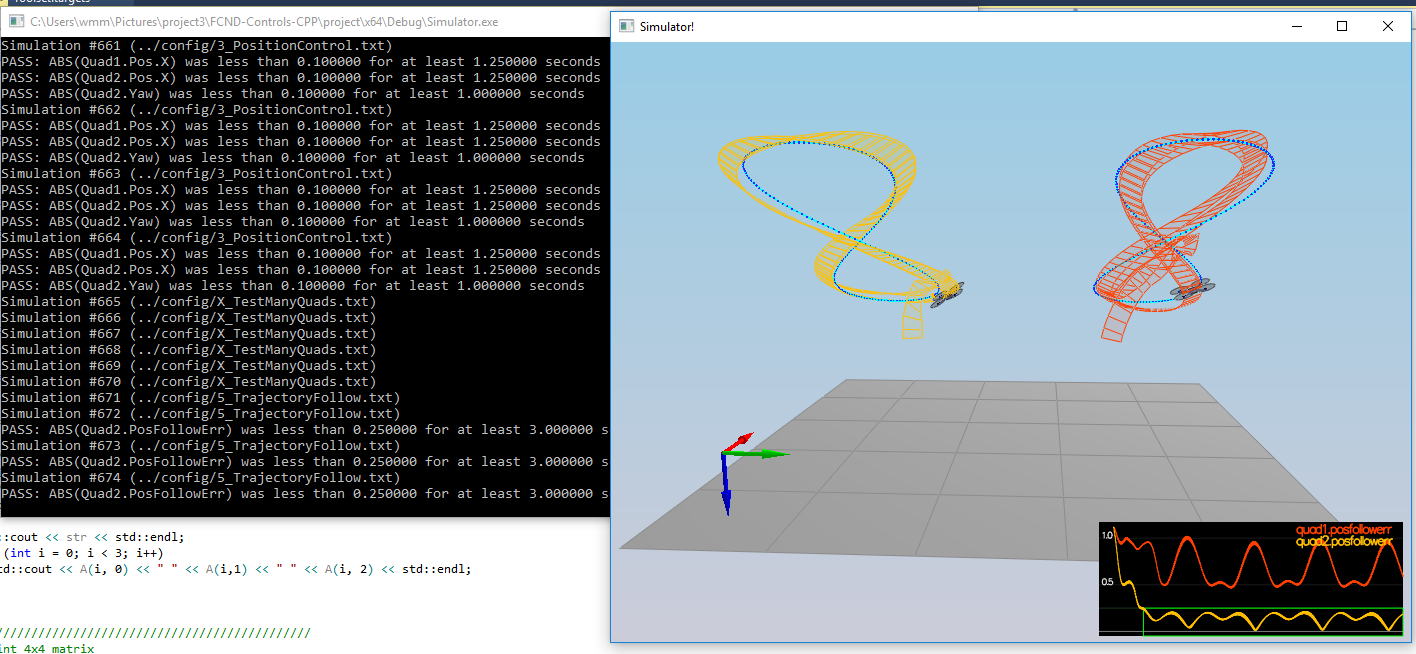 C:\Users\wmm\Pictures\project3\FCND-Controls-CPP\project\x64\Debug\Simulator.exe
Simulation #661 (../config/3_PositionControl.txt)
PASS: ABS(Quad1.Pos.X) was less than 0.100000 for at least 1.250000 seconds
PASS: ABS(Quad2.Pos.X) was less than 0.100000 for at least 1.250000 seconds
PASS: ABS(Quad2.Yaw) was less than 0.100000 for at least 1.000000 seconds
Simulation #662 (../config/3_PositionControl.txt)
PASS: ABS(Quad1.Pos.X) was less than 0.100000 for at least 1.250000 seconds
PASS: ABS(Quad2.Pos.X) was less than 0.100000 for at least 1.250000 seconds
PASS: ABS(Quad2.Yaw) was less than 0.100000 for at least 1.000000 seconds
Simulation #663 (../config/3_PositionControl.txt)
PASS: ABS(Quad1.Pos.X) was less than 0.100000 for at least 1.250000 seconds
PASS: ABS(Quad2.Pos.X) was less than 0.100000 for at least 1.250000 seconds
PASS: ABS(Quad2.Yaw) was less than 0.100000 for at least 1.000000 seconds
Simulation #664 (../config/3_PositionControl.txt)
PASS: ABS(Quad1.Pos.X) was less than 0.100000 for at least 1.250000 seconds
PASS: ABS(Quad2.Pos.X) was less than 0.100000 for at least 1.250000 seconds
PASS: ABS(Quad2.Yaw) was less than 0.100000 for at least 1.000000 seconds
Simulation #665 (../config/X_TestManyQuads.txt)
Simulation #666 (../config/X_TestManyQuads.txt)
Simulation #667 (../config/X_TestManyQuads.txt)
Simulation #668 (../config/X_TestManyQuads.txt)
Simulation #669 (../config/X_TestManyQuads.txt)
Simulation #670 (../config/X_TestManyQuads.txt)
Simulation #671 (../config/5_TrajectoryFollow.txt)
Simulation #672 (../config/5_TrajectoryFollow.txt)
PASS: ABS(Quad2.PosFollowErr) was less than 0.250000 for at least 3.000000 s
Simulation #673 (../config/5_TrajectoryFollow.txt)
PASS: ABS(Quad2.PosFollowErr) was less than 0.250000 for at least 3.000000 s
Simulation #674 (../config/5_TrajectoryFollow.txt)
PASS: ABS(Quad2.PosFollowErr) was less than 0.250000 for at least 3.000000 s
::cout << str << std::endl;
(int i = 0; i < 3; i++)
td::cout << A(i, 0) << " " << A(i,1) << " " << A(i, 2) << std::endl;
/////////////////////////////////////////////
int 4x4 matrix
Simulator!
quad1.posfollowerr
quad2.posfollowerr
1.0
0.5